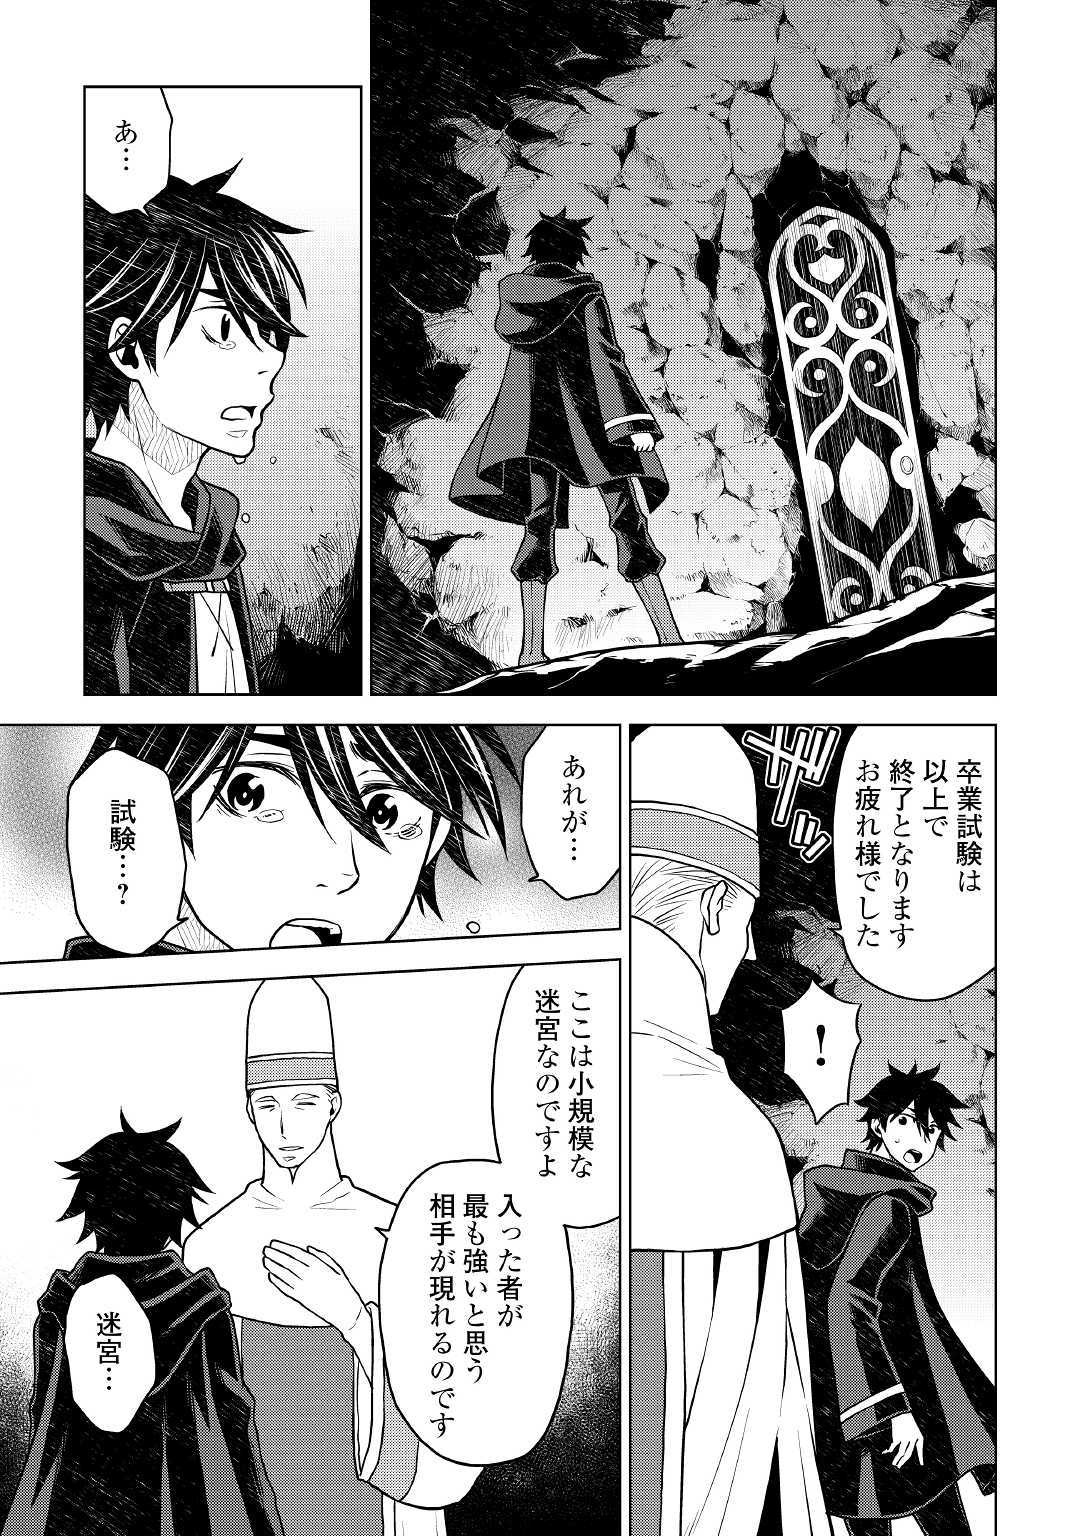 あ…
卒業試験は
以上で
終了となります
お疲れ様でした
！
あれが…
試験…？
ここは小規模な
迷宮なのですよ
入った者が
最も強いと思う
相手が現れるのです
迷宮…